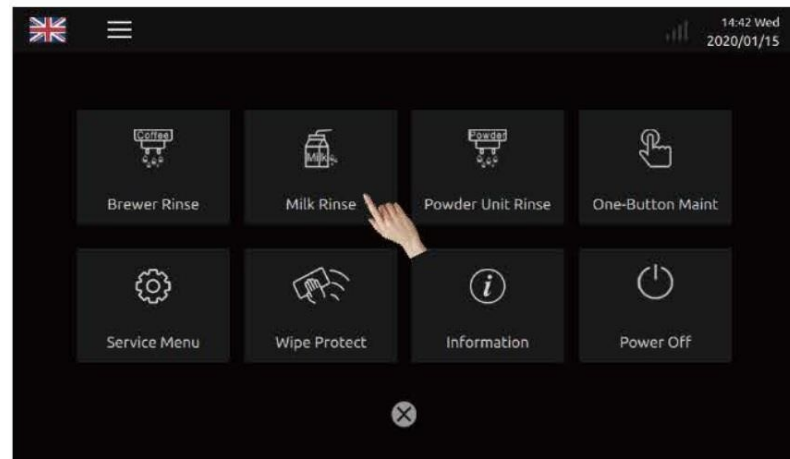 14:42 Wed
2020/01/15
Coffee
Milk
Powder
Brewer Rinse
Milk Rinse
Powder Unit Rinse
One-Button Maint
i
Service Menu
Wipe Protect
Information
Power Off